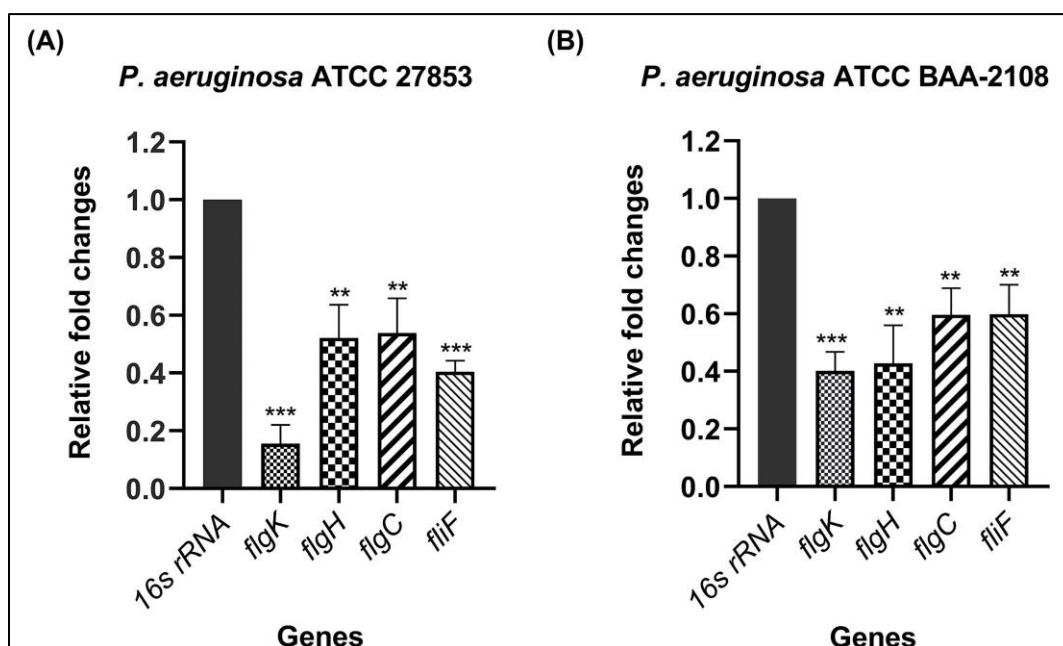 (A)
P. aeruginosa ATCC 27853
Relative fold changes
1.2
1.0
0.8
0.6
0.4
0.2
0.0
***
**
**
***
16s rRNA
flgK
flgH
flgC
fliF
Genes
(B)
P. aeruginosa ATCC BAA-2108
Relative fold changes
1.2
1.0
0.8
0.6
0.4
0.2
0.0
***
**
**
**
16s rRNA
flgK
flgH
flgC
fliF
Genes